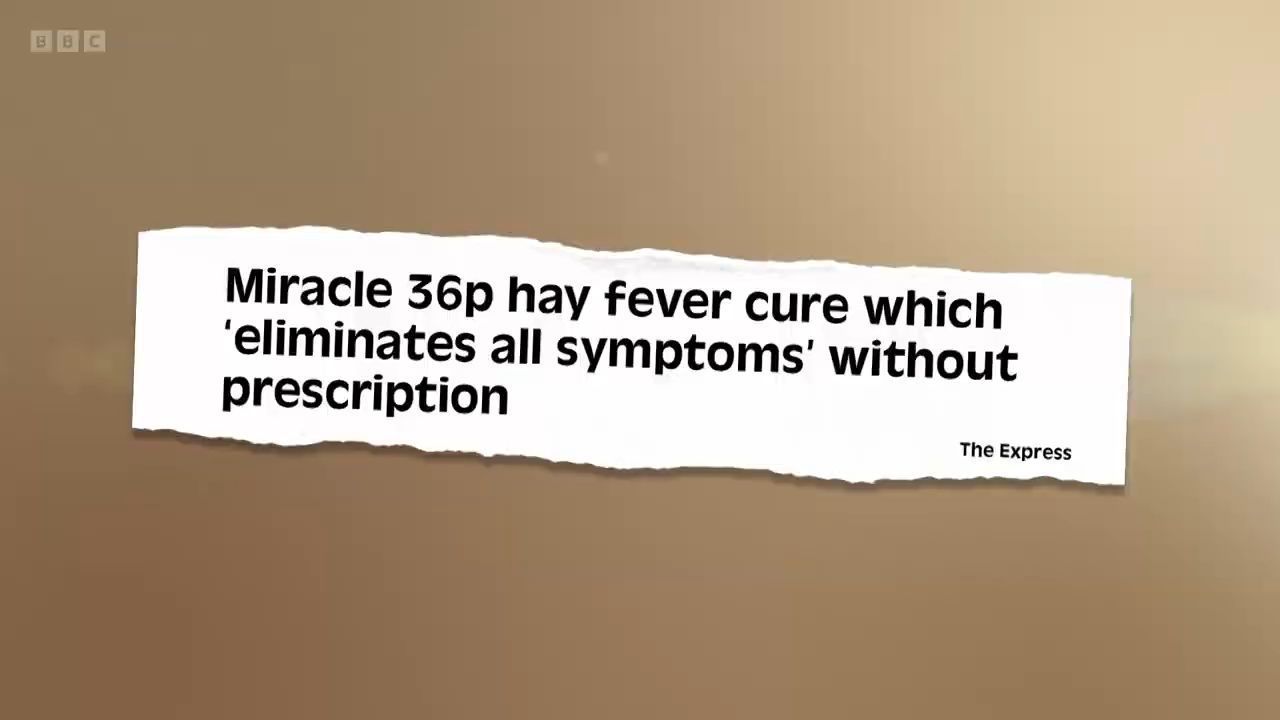 BBC
Miracle 36p hay fever cure which
‘eliminates all symptoms’ without
prescription
The Express